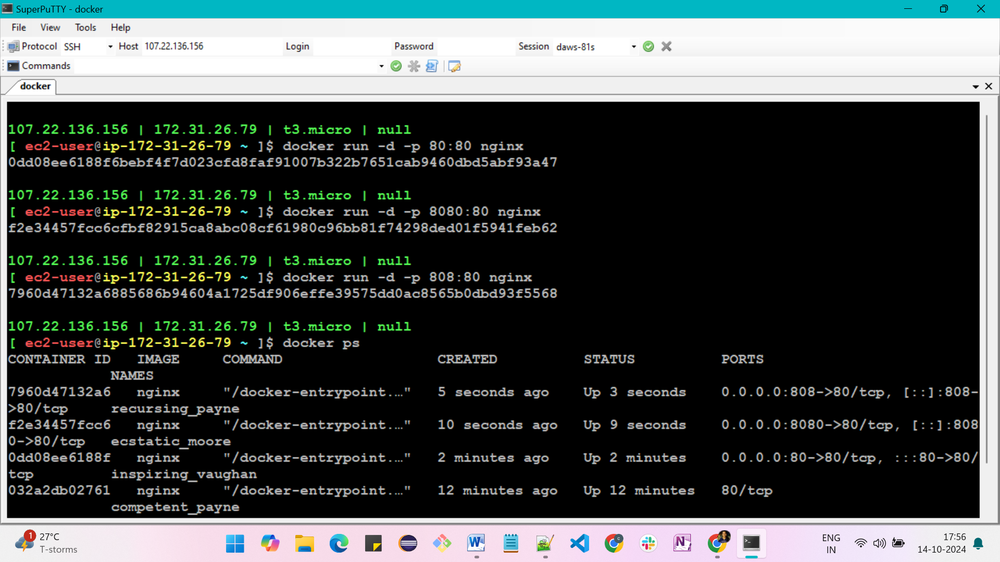 SuperPuTTY - docker
File View Tools Help
Protocol SSH Host 107.22.136.156 Login Password Session daws-81s
Commands
docker
107.22.136.156 | 172.31.26.79 | t3.micro | null
[ ec2-user@ip-172-31-26-79 ~ ]$ docker run -d -p 80:80 nginx
0dd08ee6188f6bebf4f7d023cfd8faf91007b322b7651cab9460dbd5abf93a47
107.22.136.156 | 172.31.26.79 | t3.micro | null
[ ec2-user@ip-172-31-26-79 ~ ]$ docker run -d -p 8080:80 nginx
f2e34457fcc6cfbf82915ca8abc08cf61980c96bb81f74298ded01f5941feb62
107.22.136.156 | 172.31.26.79 | t3.micro | null
[ ec2-user@ip-172-31-26-79 ~ ]$ docker run -d -p 808:80 nginx
7960d47132a6885686b94604a1725df906effe39575dd0ac8565b0dbd93f5568
107.22.136.156 | 172.31.26.79 | t3.micro | null
[ ec2-user@ip-172-31-26-79 ~ ]$ docker ps
CONTAINER ID   IMAGE     COMMAND                  CREATED          STATUS          PORTS
            NAMES
7960d47132a6   nginx     "/docker-entrypoint.…"   5 seconds ago    Up 3 seconds    0.0.0.0:808->80/tcp, [::]:808-
>80/tcp     recursing_payne
f2e34457fcc6   nginx     "/docker-entrypoint.…"   10 seconds ago   Up 9 seconds    0.0.0.0:8080->80/tcp, [::]:808
0->80/tcp   ecstatic_moore
0dd08ee6188f   nginx     "/docker-entrypoint.…"   2 minutes ago    Up 2 minutes    0.0.0.0:80->80/tcp, :::80->80/
tcp         inspiring_vaughan
032a2db02761   nginx     "/docker-entrypoint.…"   12 minutes ago   Up 12 minutes   80/tcp
            competent_payne
1
27°C
T-storms
ENG
IN
17:56
14-10-2024